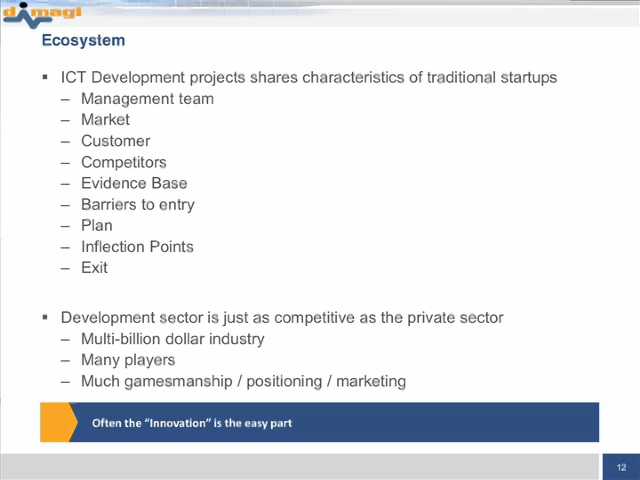 dimagi
Ecosystem
▪ ICT Development projects shares characteristics of traditional startups
– Management team
– Market
– Customer
– Competitors
– Evidence Base
– Barriers to entry
– Plan
– Inflection Points
– Exit
▪ Development sector is just as competitive as the private sector
– Multi-billion dollar industry
– Many players
– Much gamesmanship / positioning / marketing
Often the “Innovation” is the easy part
12